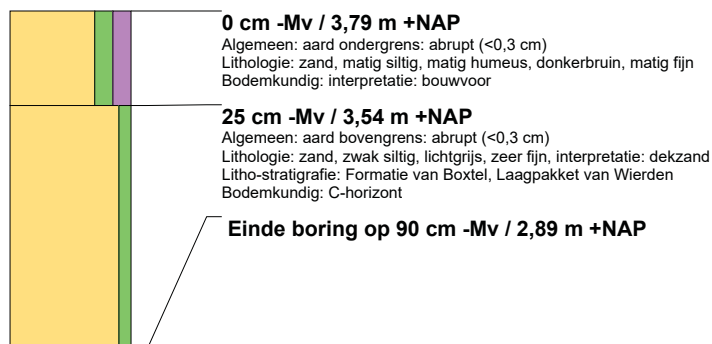 0 cm -Mv / 3,79 m +NAP
Algemeen: aard ondergrens: abrupt (<0,3 cm)
Lithologie: zand, matig siltig, matig humeus, donkerbruin, matig fijn
Bodemkundig: interpretatie: bouwvoor
25 cm -Mv / 3,54 m +NAP
Algemeen: aard bovengrens: abrupt (<0,3 cm)
Lithologie: zand, zwak siltig, lichtgrijs, zeer fijn, interpretatie: dekzand
Litho-stratigrafie: Formatie van Boxtel, Laagpakket van Wierden
Bodemkundig: C-horizont
Einde boring op 90 cm -Mv / 2,89 m +NAP